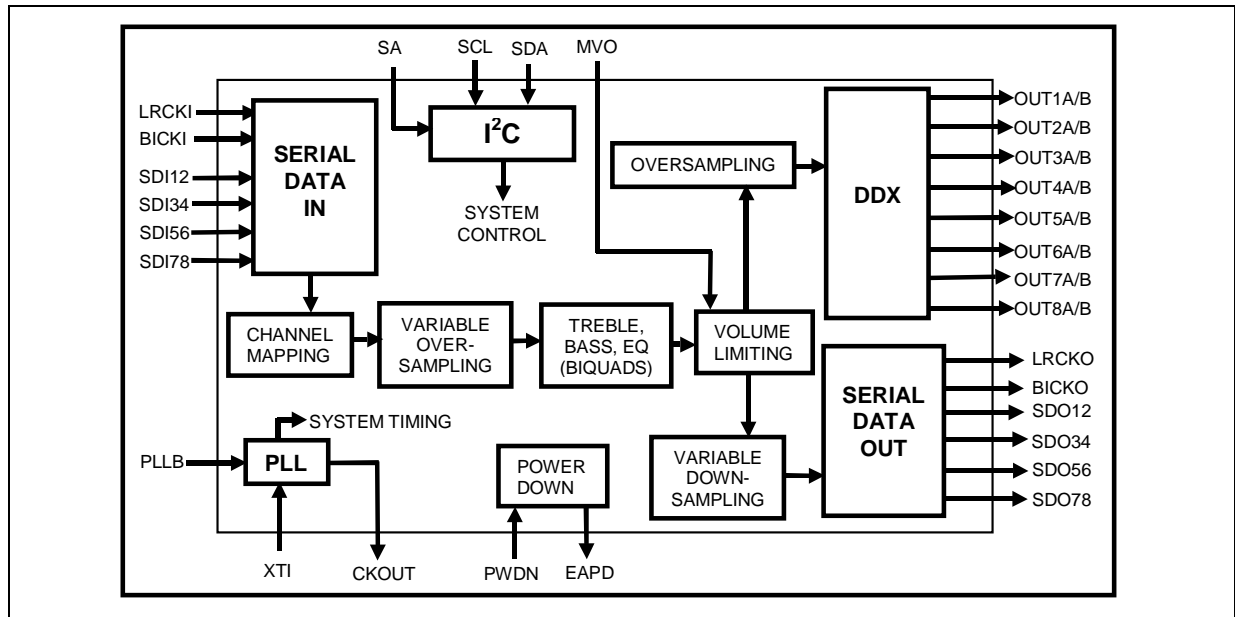 SA
SCL
SDA
MVO
LRCKI
BICKI
SDI12
SDI34
SDI56
SDI78
SERIAL
DATA
IN
I²C
SYSTEM
CONTROL
OVERSAMPLING
DDX
OUT1A/B
OUT2A/B
OUT3A/B
OUT4A/B
OUT5A/B
OUT6A/B
OUT7A/B
OUT8A/B
CHANNEL
MAPPING
VARIABLE
OVER-
SAMPLING
TREBLE,
BASS, EQ
(BIQUADS)
VOLUME
LIMITING
SERIAL
DATA
OUT
LRCKO
BICKO
SDO12
SDO34
SDO56
SDO78
SYSTEM TIMING
PLLB
PLL
POWER
DOWN
VARIABLE
DOWN-
SAMPLING
XTI
CKOUT
PWDN
EAPD